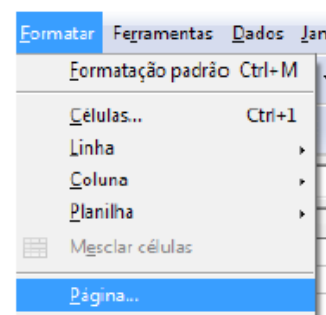 Formatar Ferramentas Dados Jan
Formatação padrão Ctrl+M
Células... Ctrl+1
Linha
Coluna
Planilha
Mesclar células
Página...